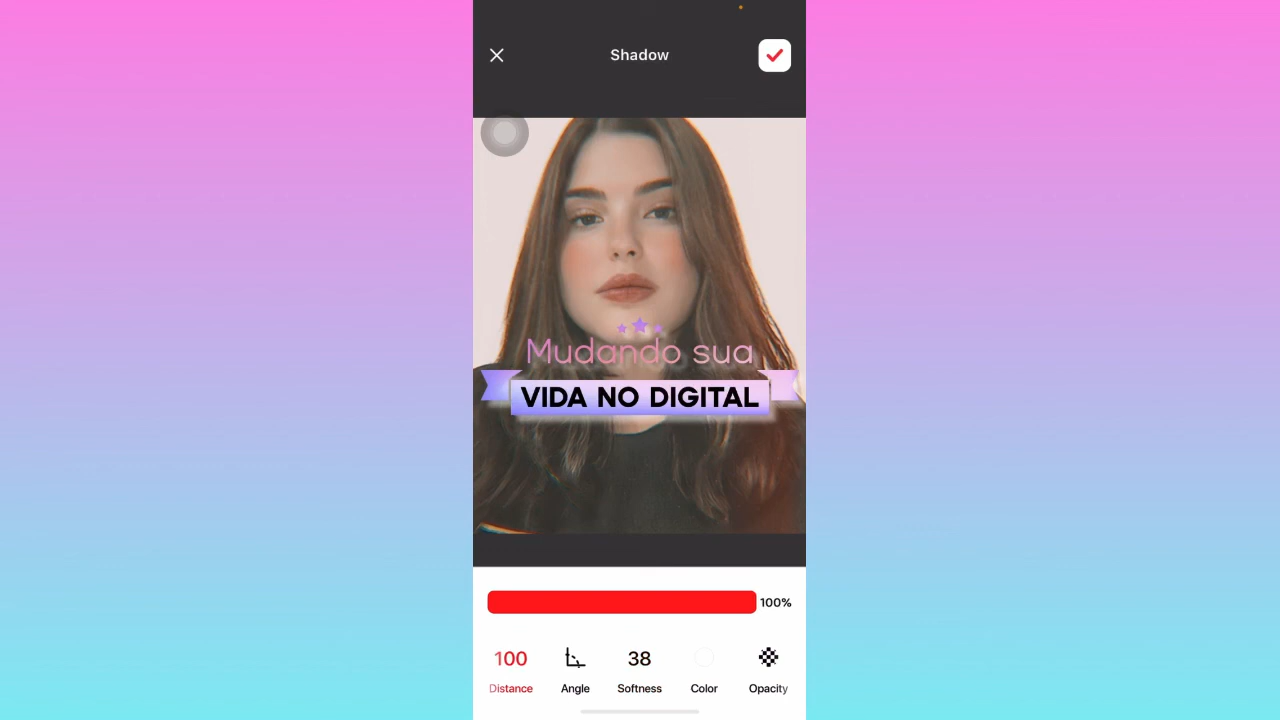 Shadow
Mudando sua
VIDA NO DIGITAL
100%
100 38
Distance Angle Softness Color Opacity